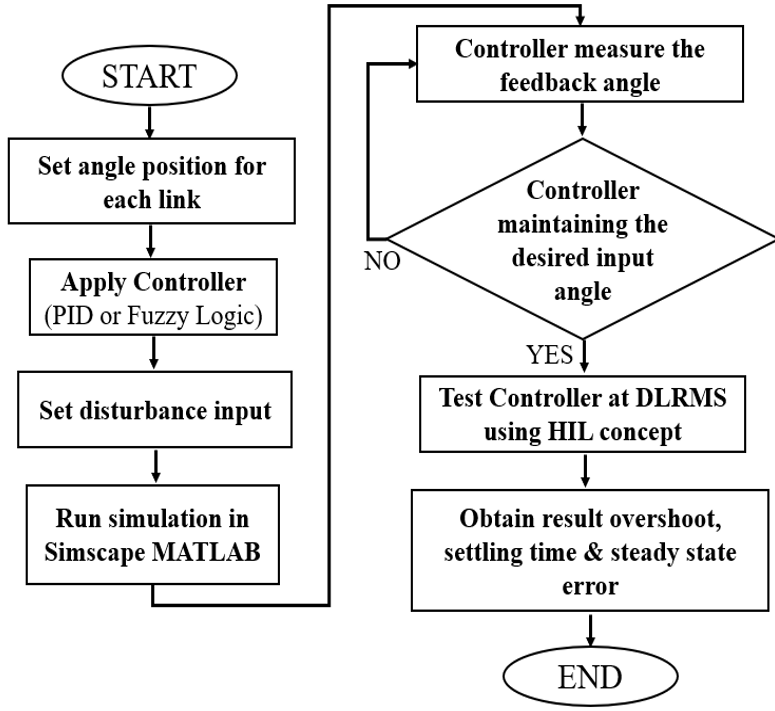 START
Set angle position for
each link
Apply Controller
(PID or Fuzzy Logic)
Set disturbance input
Run simulation in
Simscape MATLAB
Controller measure the
feedback angle
Controller
maintaining the
desired input
angle
NO
YES
Test Controller at DLRMS
using HIL concept
Obtain result overshoot,
settling time & steady state
error
END